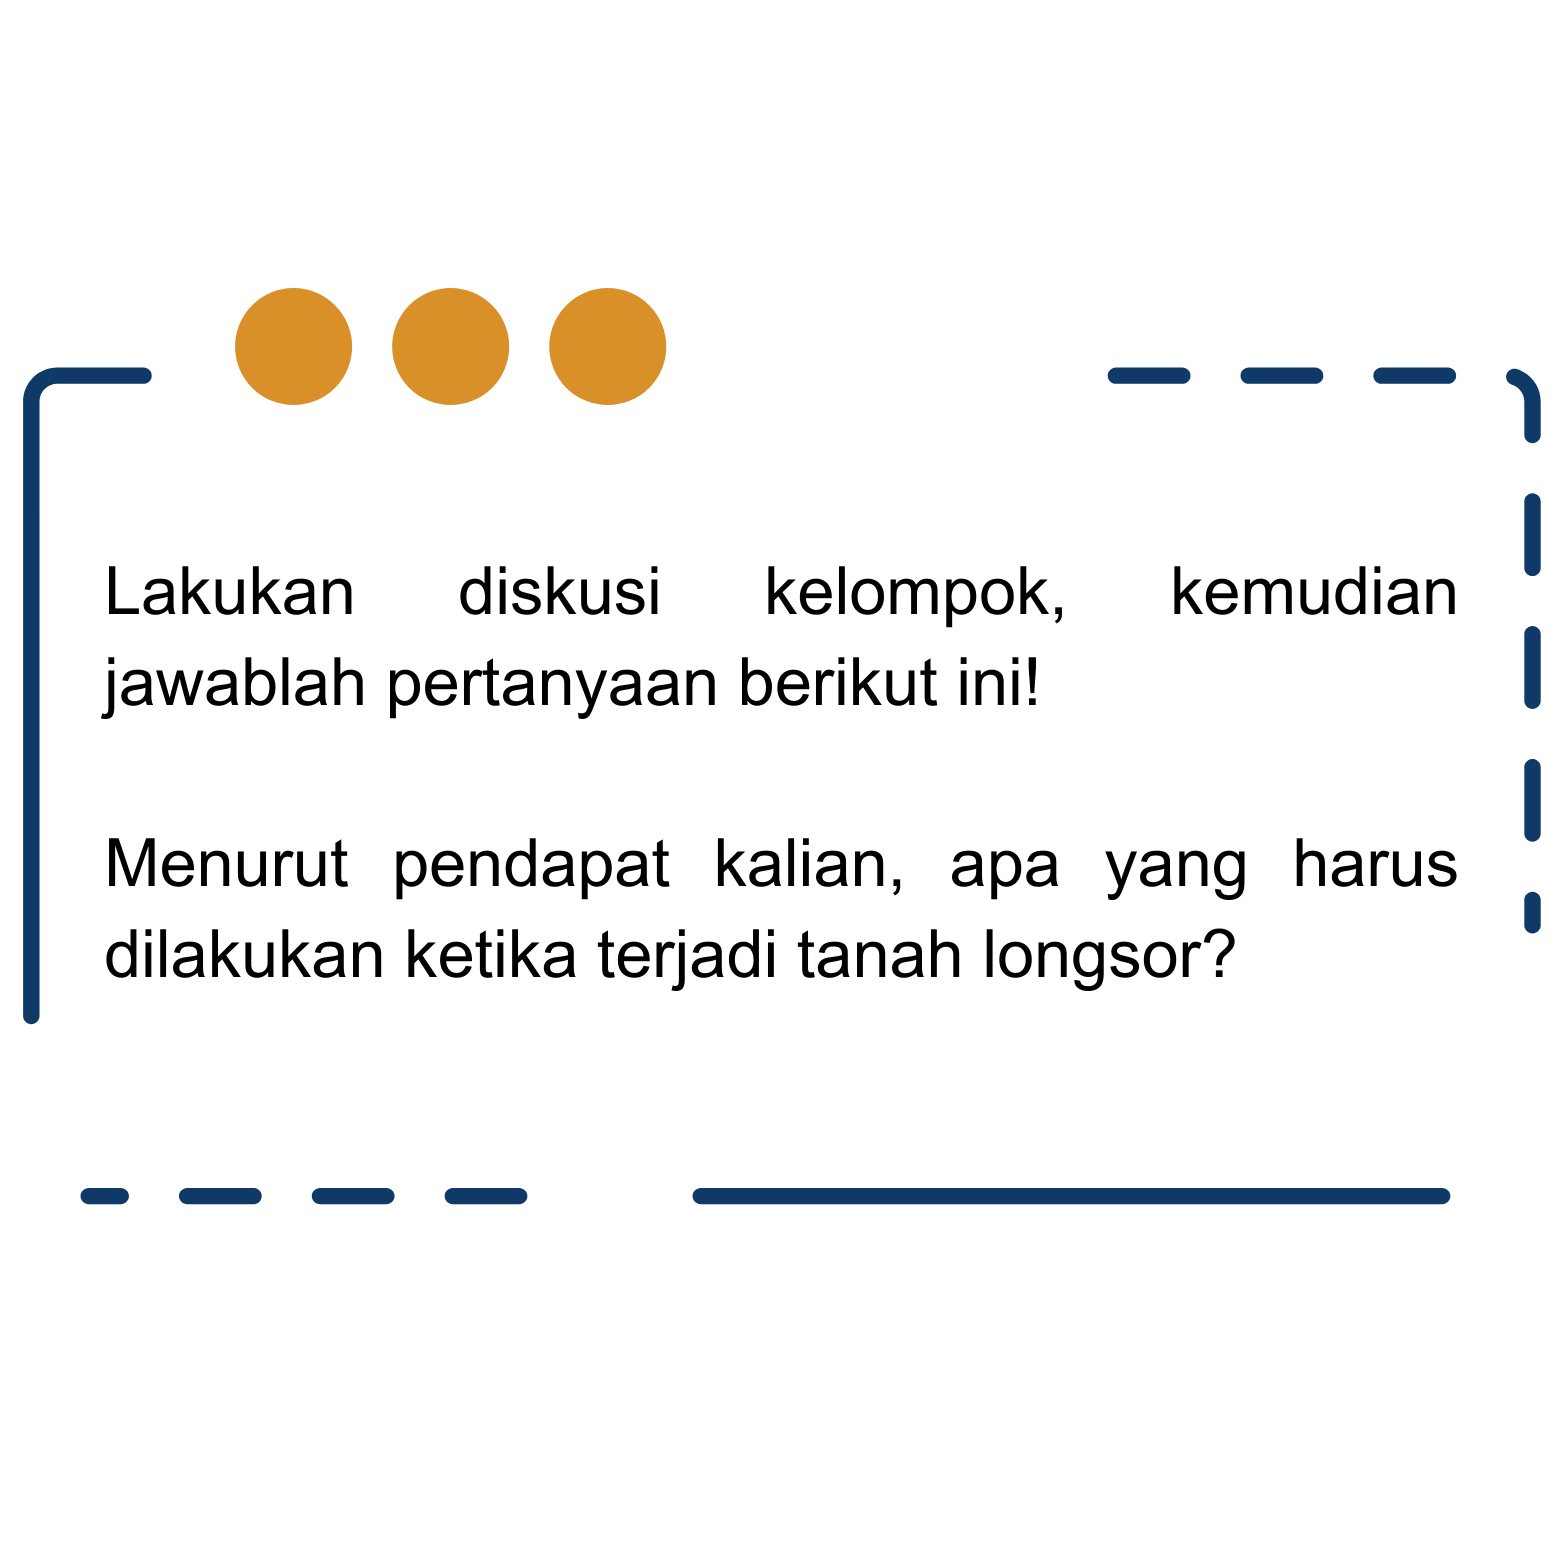 Lakukan diskusi kelompok, kemudian
jawablah pertanyaan berikut ini!
Menurut pendapat kalian, apa yang harus
dilakukan ketika terjadi tanah longsor?